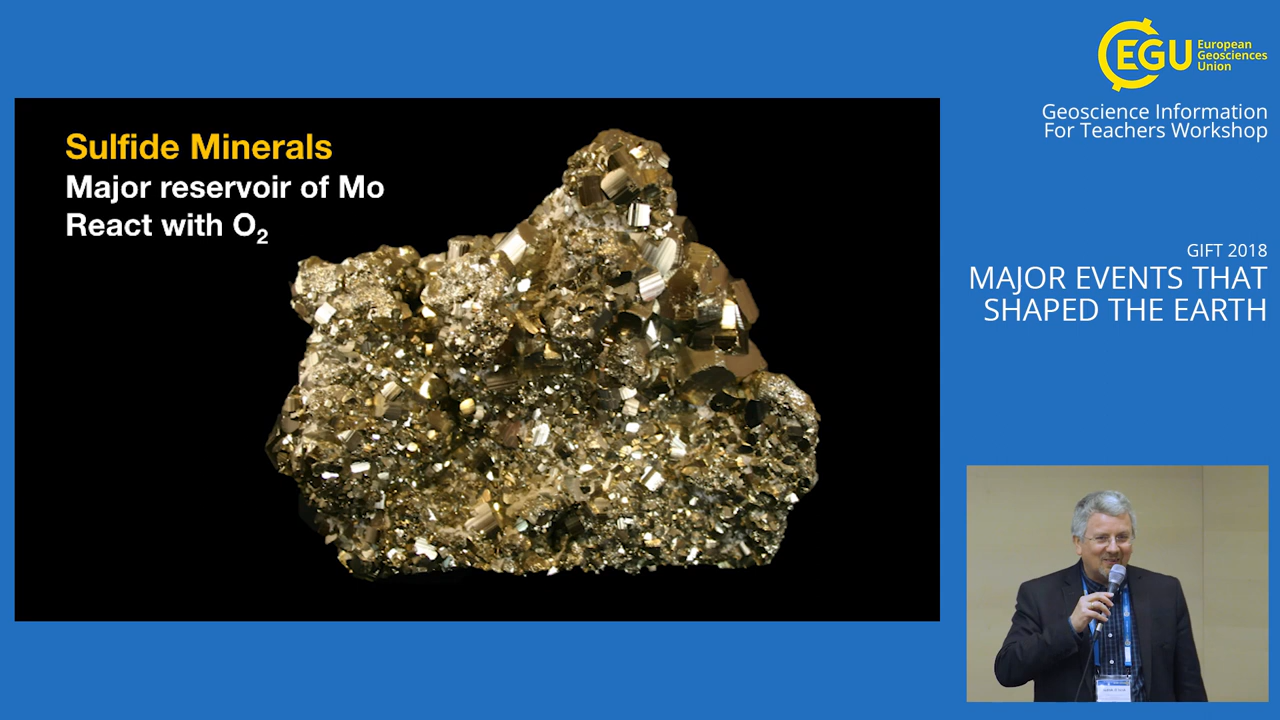 Sulfide Minerals
Major reservoir of Mo
React with O₂
EGU
European
Geosciences
Union
Geoscience Information
For Teachers Workshop
GIFT 2018
MAJOR EVENTS THAT
SHAPED THE EARTH